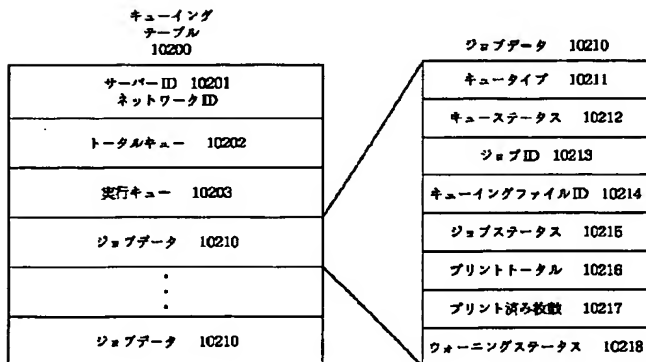 キューイング
テーブル
10200
サーバーID 10201
ネットワークID
トータルキュー 10202
実行キュー 10203
ジョブデータ 10210
ジョブデータ 10210
ジョブデータ 10210
キュータイプ 10211
キューステータス 10212
ジョブID 10213
キューイングファイルID 10214
ジョブステータス 10215
プリントトータル 10216
プリント済み枚数 10217
ウォーニングステータス 10218